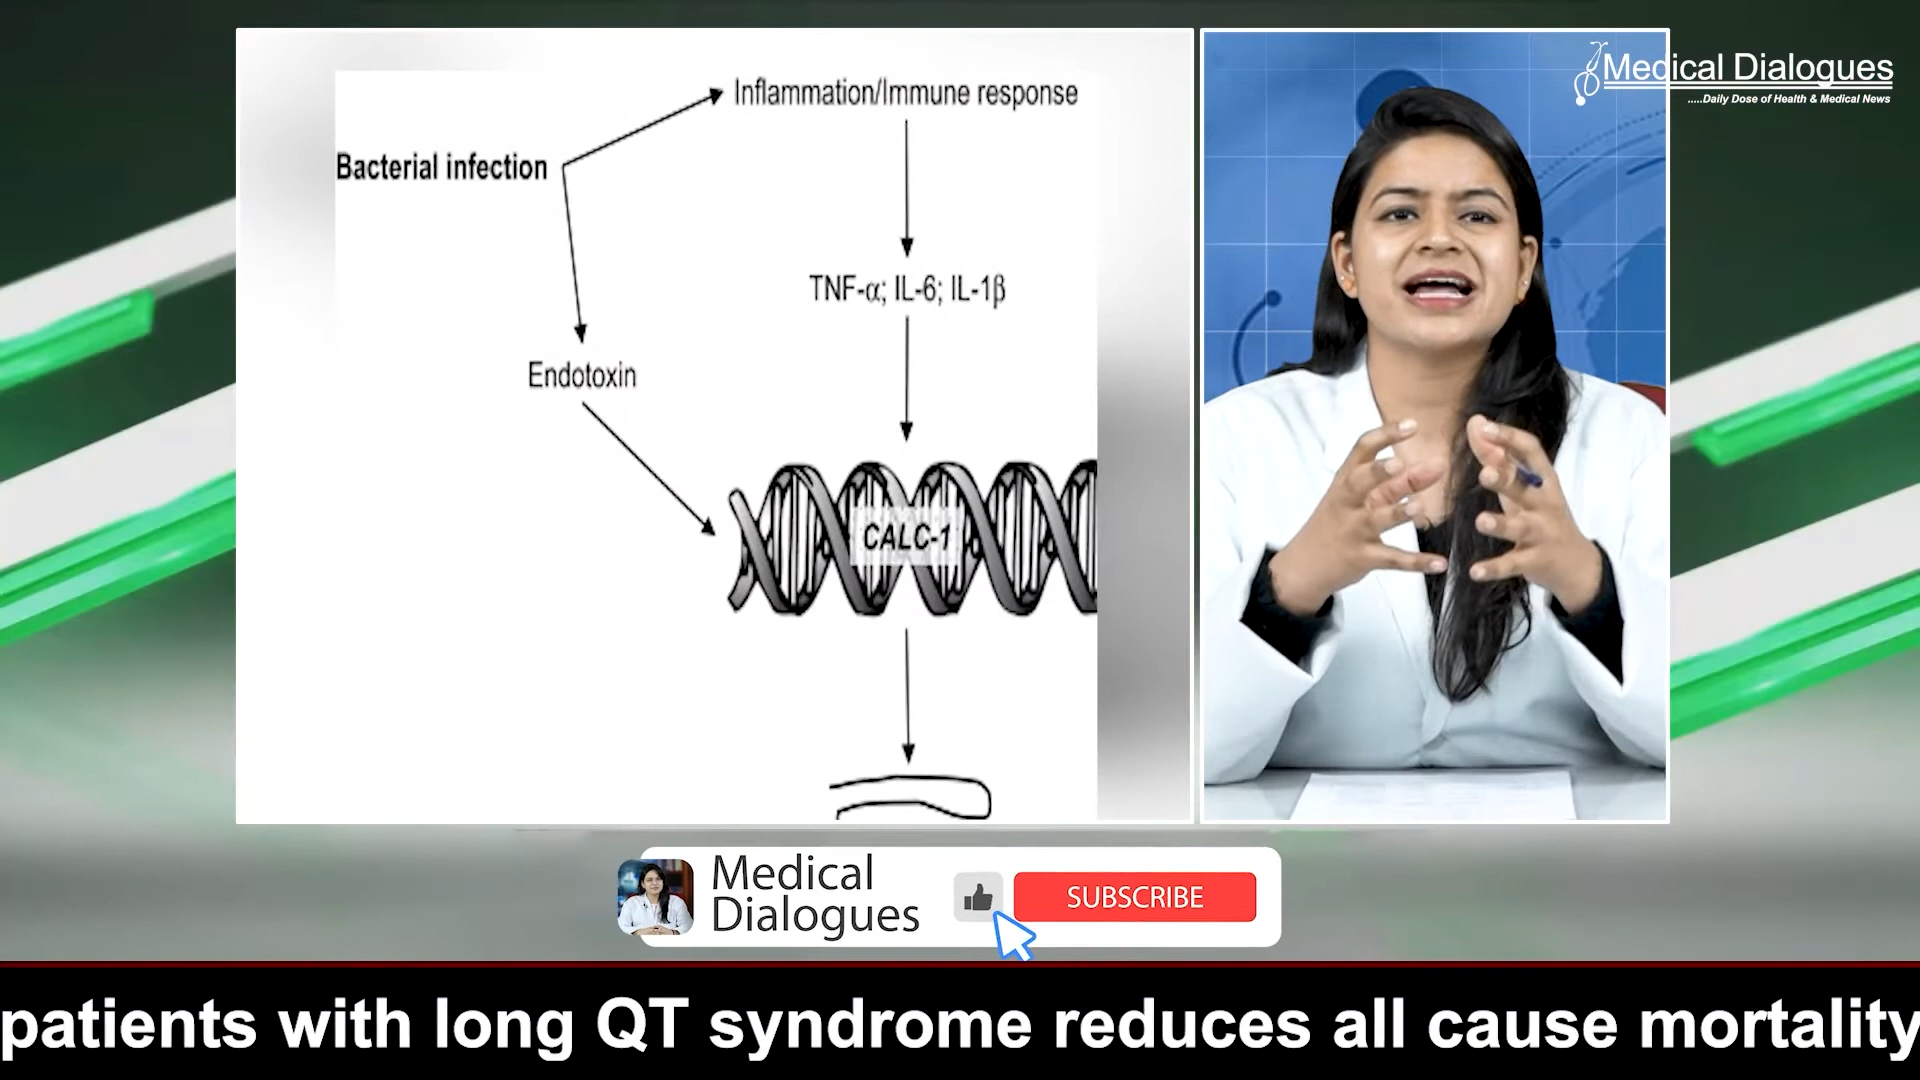 Medical Dialogues
.....Daily Dose of Health & Medical News
Inflammation/Immune response
Bacterial infection
TNF-α; IL-6; IL-1β
Endotoxin
CALC-1
Medical
Dialogues
SUBSCRIBE
patients with long QT syndrome reduces all cause mortality